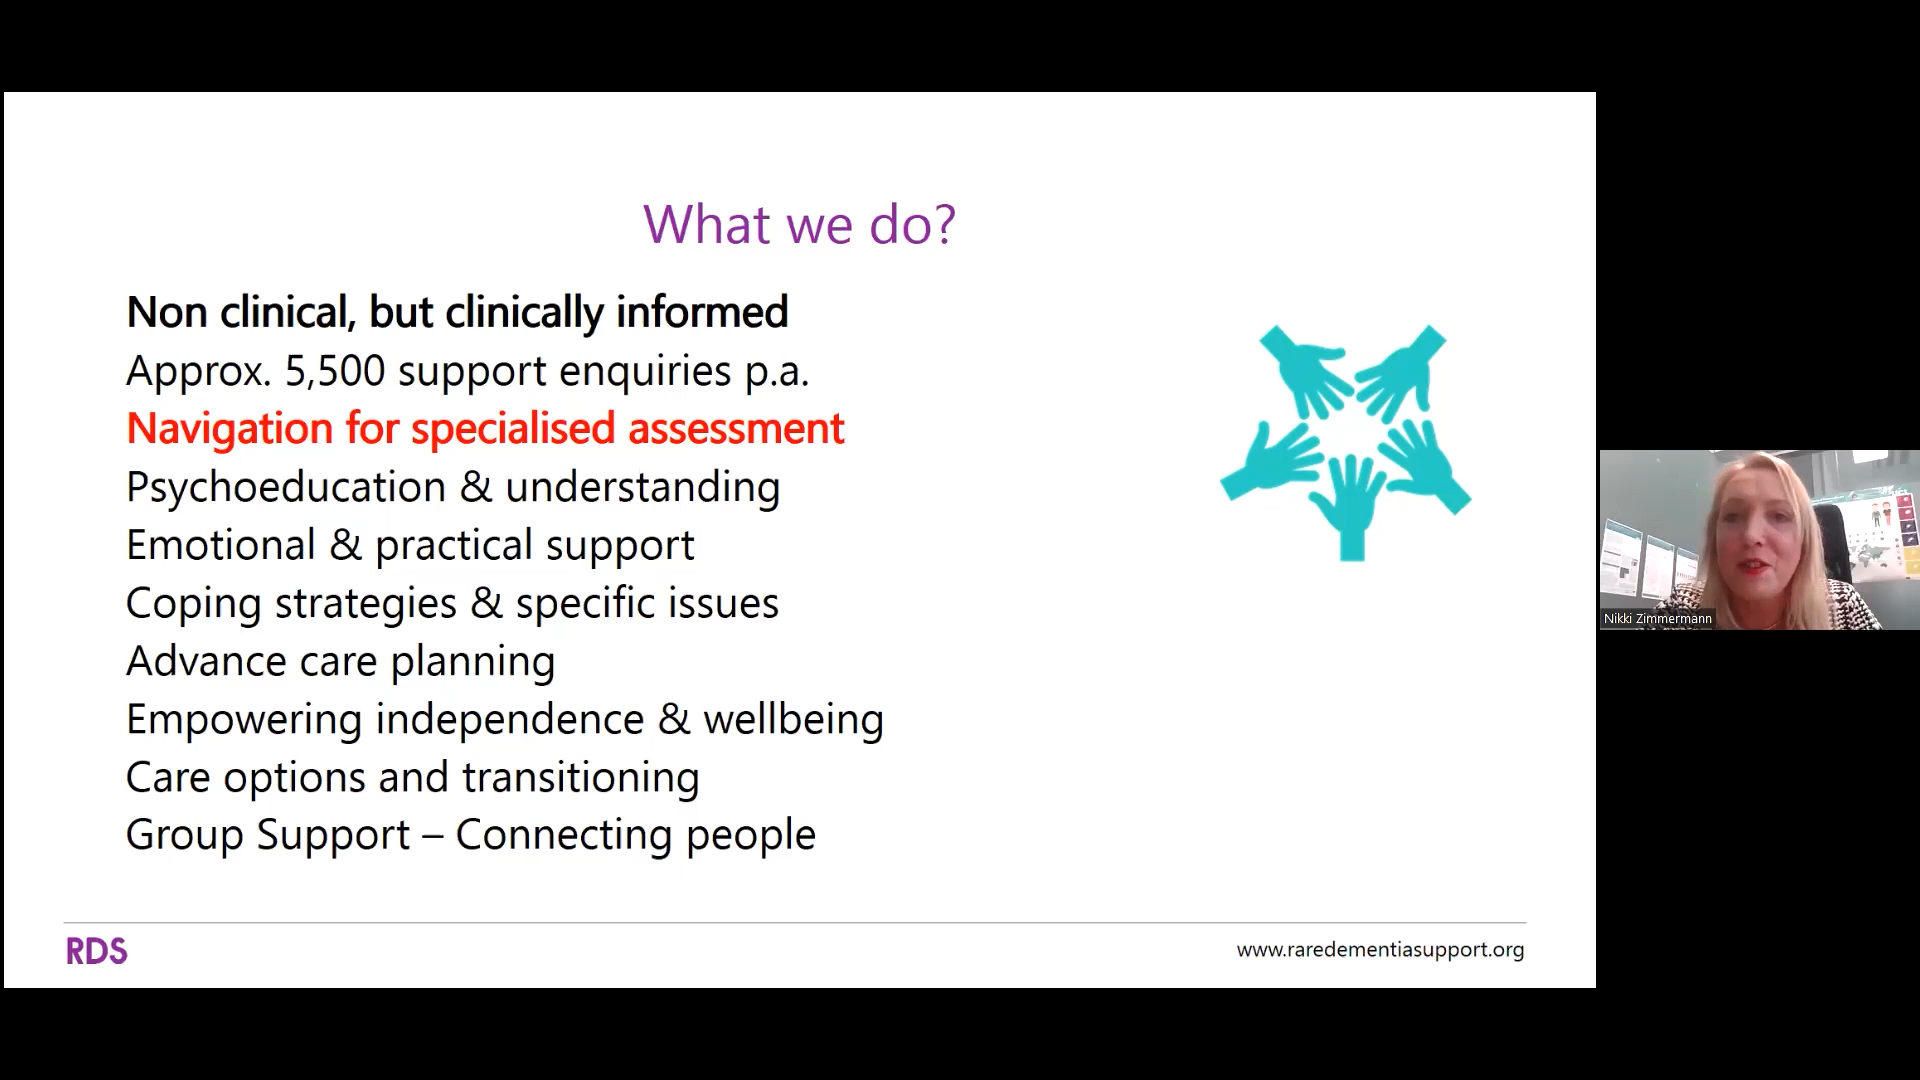 What we do?
Non clinical, but clinically informed
Approx. 5,500 support enquiries p.a.
Navigation for specialised assessment
Psychoeducation & understanding
Emotional & practical support
Coping strategies & specific issues
Advance care planning
Empowering independence & wellbeing
Care options and transitioning
Group Support – Connecting people
RDS
www.raredementiasupport.org
Nikki Zimmermann